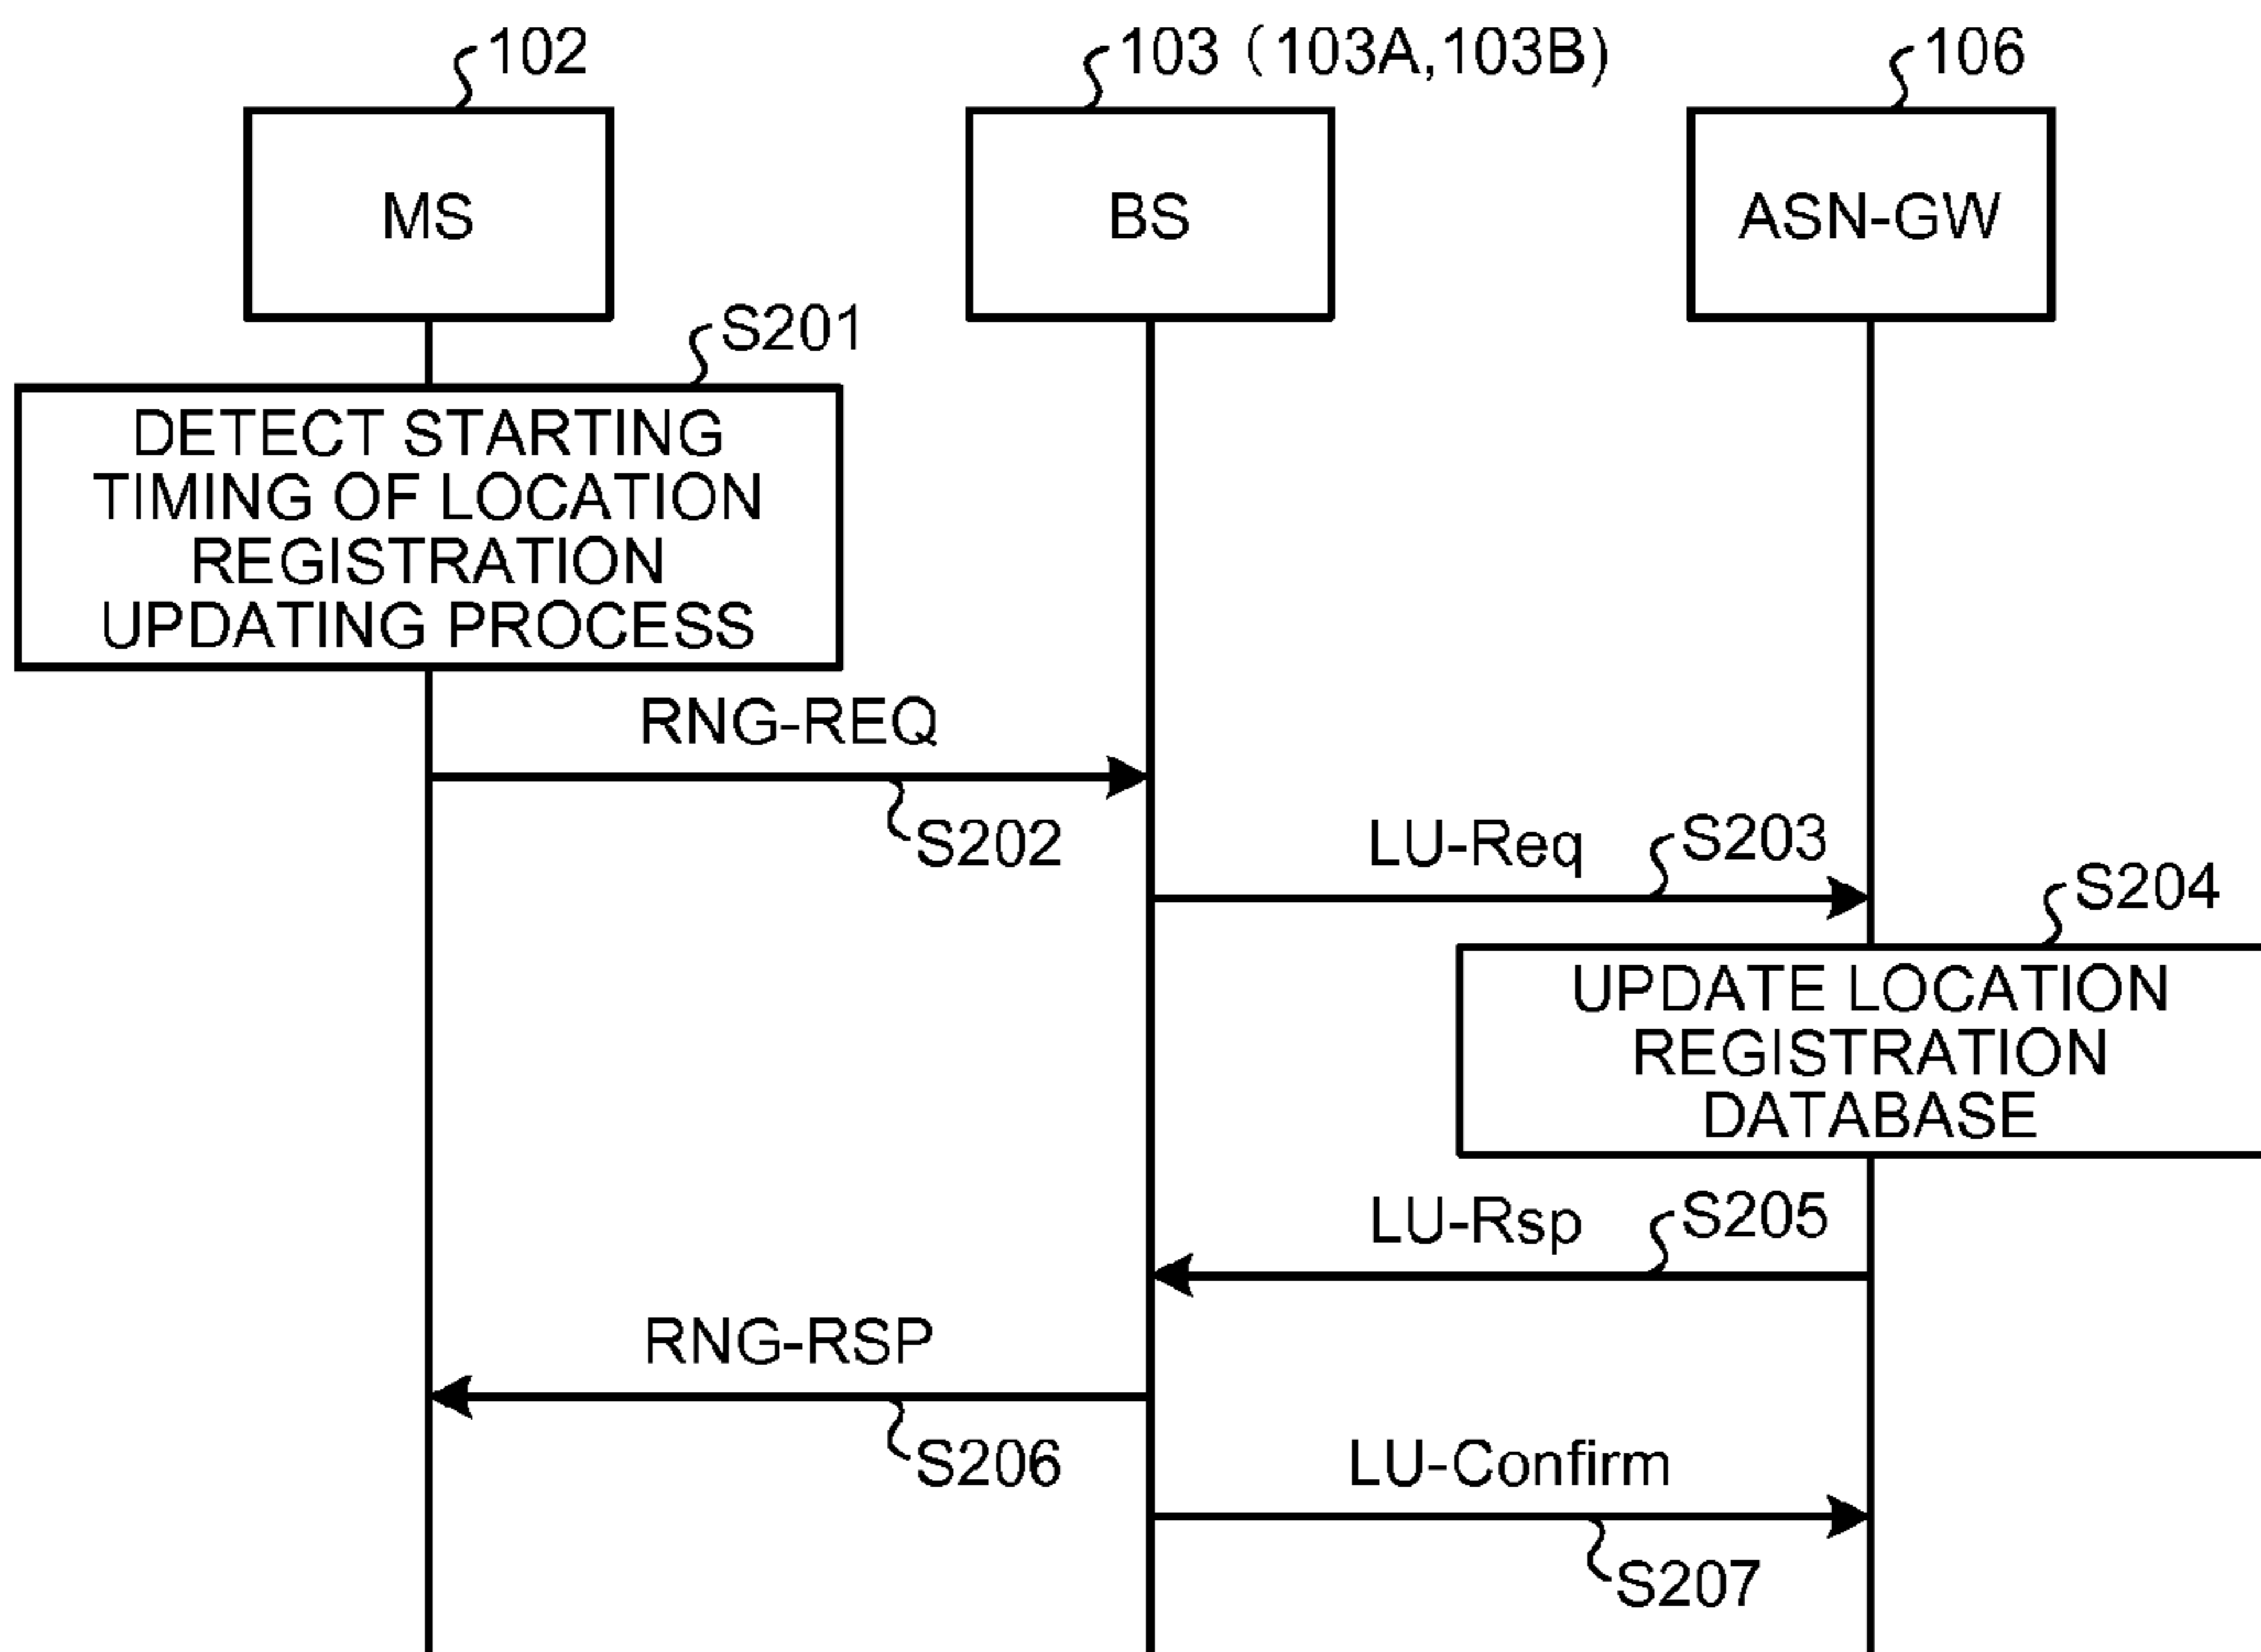 102
103 (103A,103B)
106
MS
BS
ASN-GW
S201
DETECT STARTING
TIMING OF LOCATION
REGISTRATION
UPDATING PROCESS
RNG-REQ
S202
LU-Req
S203
S204
UPDATE LOCATION
REGISTRATION
DATABASE
LU-Rsp
S205
RNG-RSP
S206
LU-Confirm
S207